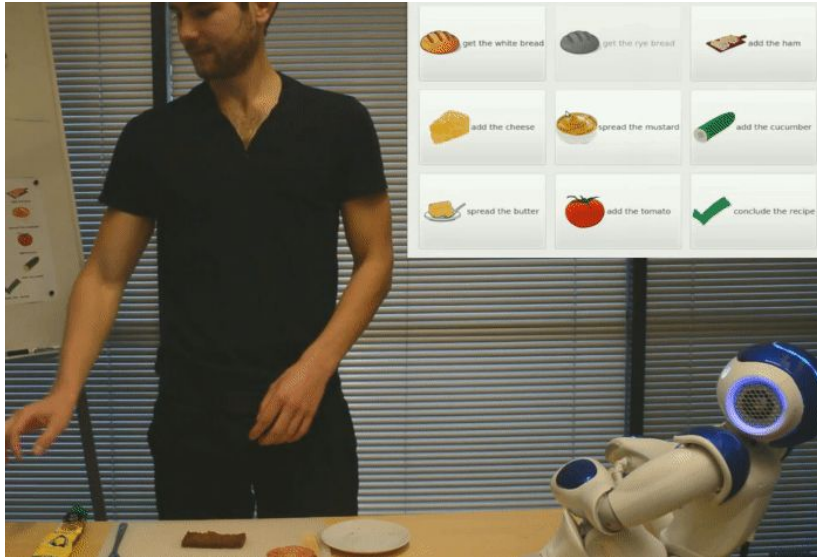 get the white bread
get the rye bread
add the ham
add the cheese
spread the mustard
add the cucumber
spread the butter
add the tomato
conclude the recipe